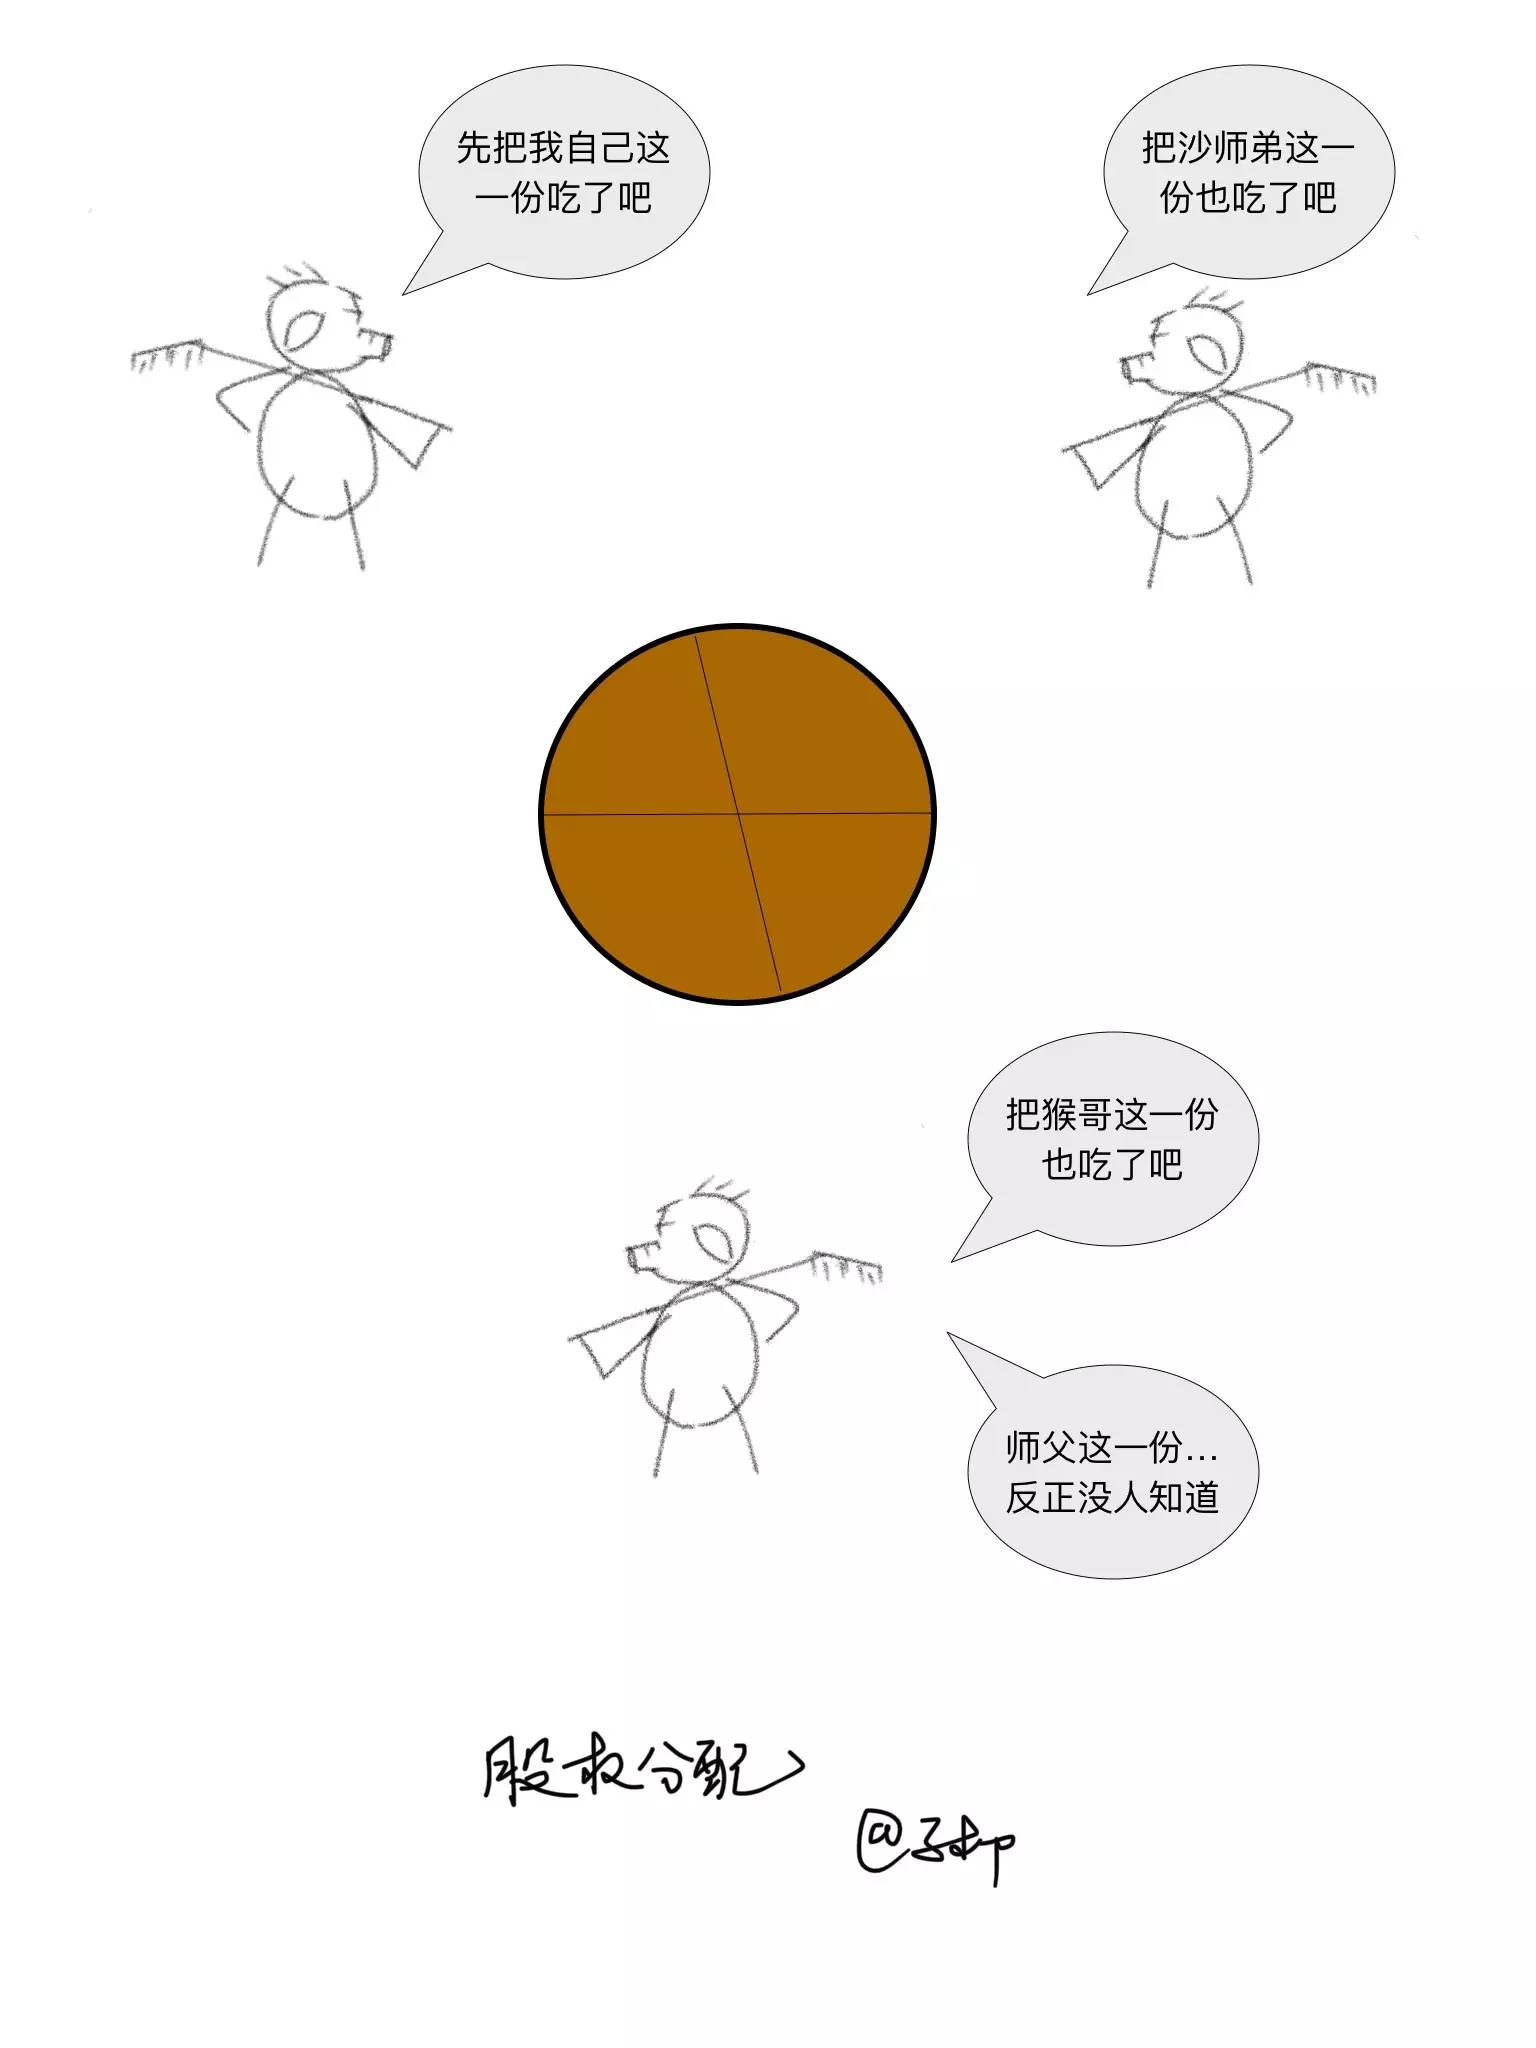 先把我自己这
一份吃了吧
把沙师弟这一
份也吃了吧
把猴哥这一份
也吃了吧
师父这一份...
反正没人知道
股权分配
@子柳